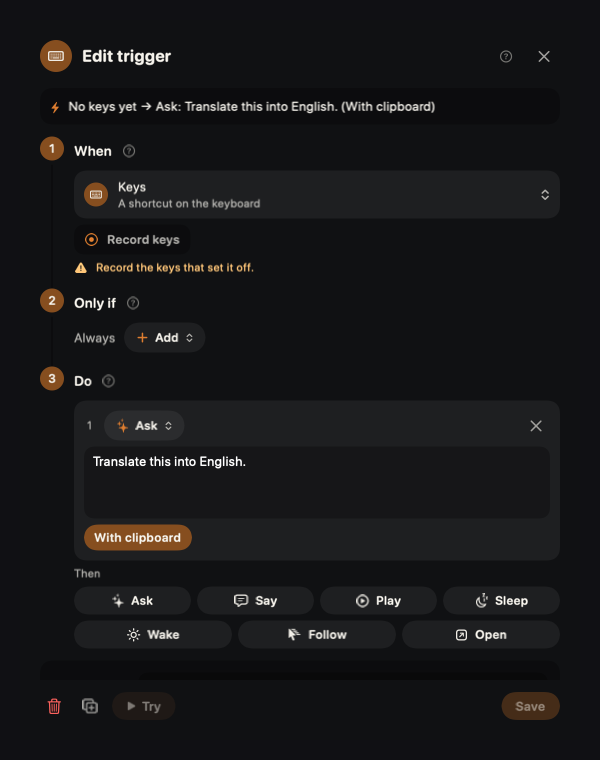 Edit trigger
No keys yet → Ask: Translate this into English. (With clipboard)
1 When
Keys
A shortcut on the keyboard
Record keys
Record the keys that set it off.
2 Only if
Always Add
3 Do
1 Ask
Translate this into English.
With clipboard
Then
Ask Say Play Sleep
Wake Follow Open
Try Save